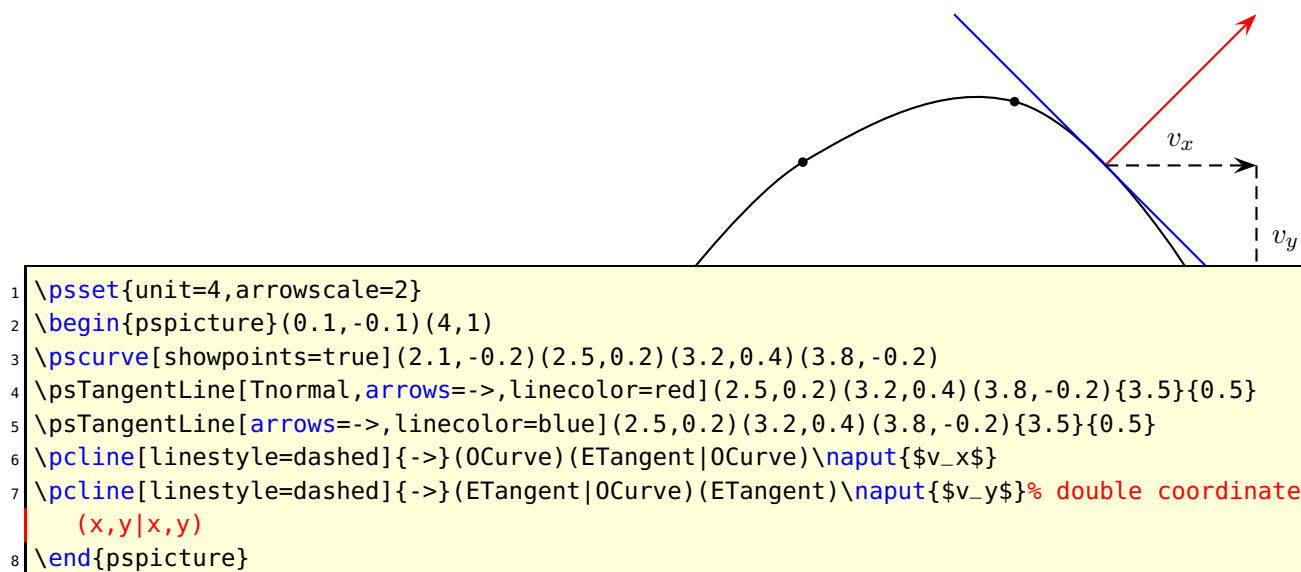 v_x
v_y
1 \psset{unit=4,arrowscale=2}
2 \begin{pspicture}(0.1,-0.1)(4,1)
3 \pscurve[showpoints=true](2.1,-0.2)(2.5,0.2)(3.2,0.4)(3.8,-0.2)
4 \psTangentLine[Tnormal,arrows=->,linecolor=red](2.5,0.2)(3.2,0.4)(3.8,-0.2){3.5}{0.5}
5 \psTangentLine[arrows=->,linecolor=blue](2.5,0.2)(3.2,0.4)(3.8,-0.2){3.5}{0.5}
6 \pcline[linestyle=dashed]{->}(OCurve)(ETangent|OCurve)\naput{$v_x$}
7 \pcline[linestyle=dashed]{->}(ETangent|OCurve)(ETangent)\naput{$v_y$}% double coordinate
(x,y|x,y)
8 \end{pspicture}